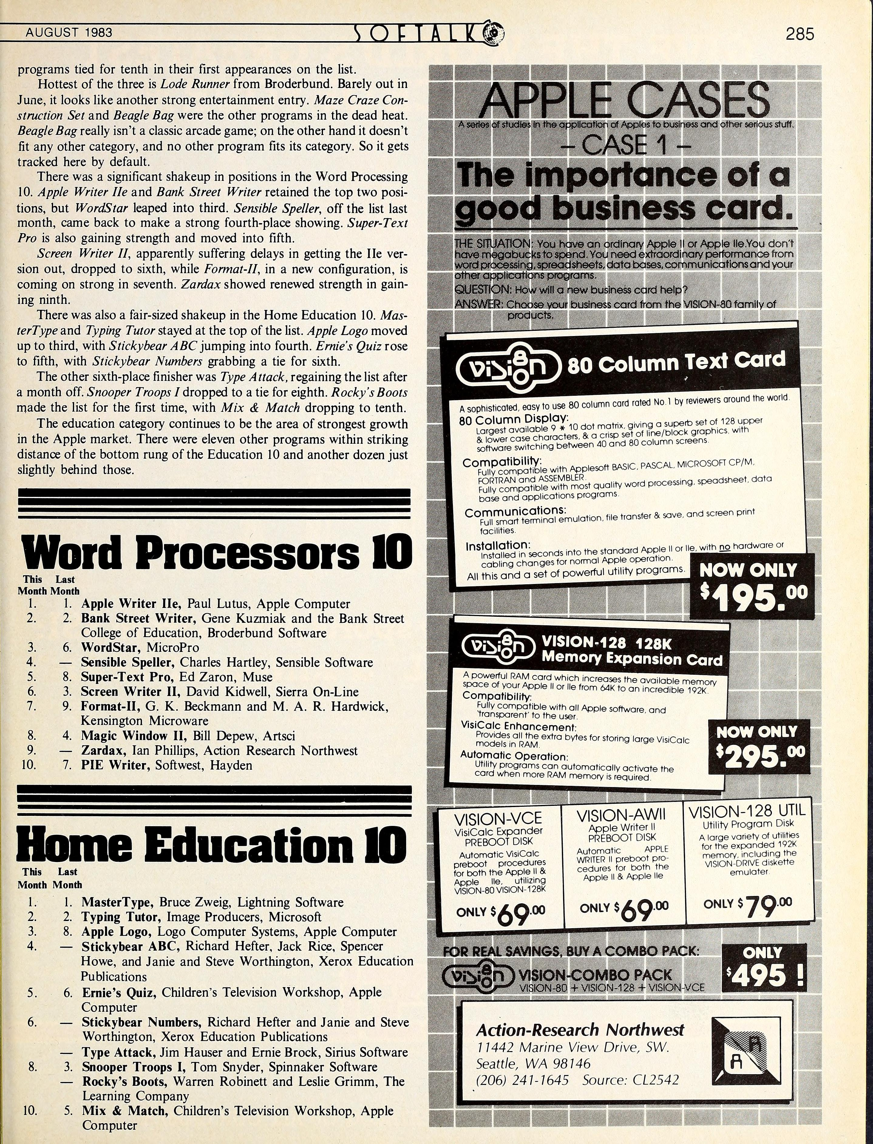 AUGUST 1983
SOFTALK
285
programs tied for tenth in their first appearances on the list.
Hottest of the three is Lode Runner from Broderbund. Barely out in
June, it looks like another strong entertainment entry. Maze Craze Con-
struction Set and Beagle Bag were the other programs in the dead heat.
Beagle Bag really isn't a classic arcade game; on the other hand it doesn't
fit any other category, and no other program fits its category. So it gets
tracked here by default.
There was a significant shakeup in positions in the Word Processing
10. Apple Writer IIe and Bank Street Writer retained the top two posi-
tions, but WordStar leaped into third. Sensible Speller, off the list last
month, came back to make a strong fourth-place showing. Super-Text
Pro is also gaining strength and moved into fifth.
Screen Writer II, apparently suffering delays in getting the IIe ver-
sion out, dropped to sixth, while Format-II, in a new configuration, is
coming on strong in seventh. Zardax showed renewed strength in gain-
ing ninth.
There was also a fair-sized shakeup in the Home Education 10. Mas-
terType and Typing Tutor stayed at the top of the list. Apple Logo moved
up to third, with Stickybear ABC jumping into fourth. Ernie's Quiz rose
to fifth, with Stickybear Numbers grabbing a tie for sixth.
The other sixth-place finisher was Type Attack, regaining the list after
a month off. Snooper Troops I dropped to a tie for eighth. Rocky's Boots
made the list for the first time, with Mix & Match dropping to tenth.
The education category continues to be the area of strongest growth
in the Apple market. There were eleven other programs within striking
distance of the bottom rung of the Education 10 and another dozen just
slightly behind those.
Word Processors 10
This Last
Month Month
1. 1. Apple Writer IIe, Paul Lutus, Apple Computer
2. 2. Bank Street Writer, Gene Kuzmiak and the Bank Street
College of Education, Broderbund Software
3. 6. WordStar, MicroPro
4. — Sensible Speller, Charles Hartley, Sensible Software
5. 8. Super-Text Pro, Ed Zaron, Muse
6. 3. Screen Writer II, David Kidwell, Sierra On-Line
7. 9. Format-II, G. K. Beckmann and M. A. R. Hardwick,
Kensington Microware
8. 4. Magic Window II, Bill Depew, Artsci
9. — Zardax, Ian Phillips, Action Research Northwest
10. 7. PIE Writer, Softwest, Hayden
Home Education 10
This Last
Month Month
1. 1. MasterType, Bruce Zweig, Lightning Software
2. 2. Typing Tutor, Image Producers, Microsoft
3. 8. Apple Logo, Logo Computer Systems, Apple Computer
4. — Stickybear ABC, Richard Hefter, Jack Rice, Spencer
Howe, and Janie and Steve Worthington, Xerox Education
Publications
5. 6. Ernie's Quiz, Children's Television Workshop, Apple
Computer
6. — Stickybear Numbers, Richard Hefter and Janie and Steve
Worthington, Xerox Education Publications
— Type Attack, Jim Hauser and Ernie Brock, Sirius Software
8. 3. Snooper Troops I, Tom Snyder, Spinnaker Software
— Rocky's Boots, Warren Robinett and Leslie Grimm, The
Learning Company
10. 5. Mix & Match, Children's Television Workshop, Apple
Computer
APPLE CASES
A series of studies in the application of Apples to business and other serious stuff.
– CASE 1 –
The importance of a
good business card.
THE SITUATION: You have an ordinary Apple II or Apple IIe.You don't
have megabucks to spend. You need extraordinary performance from
word processing, spreadsheets, data bases, communications and your
other applications programs.
QUESTION: How will a new business card help?
ANSWER: Choose your business card from the VISION-80 family of
products.
ViSiON 80 80 Column Text Card
A sophisticated, easy to use 80 column card rated No. 1 by reviewers around the world.
80 Column Display:
Largest available 9 * 10 dot matrix, giving a superb set of 128 upper
& lower case characters, & a crisp set of line/block graphics, with
software switching between 40 and 80 column screens.
Compatibility:
Fully compatible with Applesoft BASIC, PASCAL, MICROSOFT CP/M,
FORTRAN and ASSEMBLER.
Fully compatible with most quality word processing, speadsheet, data
base and applications programs.
Communications:
Full smart terminal emulation, file transfer & save, and screen print
facilities.
Installation:
Installed in seconds into the standard Apple II or IIe, with no hardware or
cabling changes for normal Apple operation.
All this and a set of powerful utility programs.
NOW ONLY
$195.00
ViSiON 80 VISION-128 128K
Memory Expansion Card
A powerful RAM card which increases the available memory
space of your Apple II or IIe from 64K to an incredible 192K.
Compatibility:
Fully compatible with all Apple software, and
'transparent' to the user.
VisiCalc Enhancement:
Provides all the extra bytes for storing large VisiCalc
models in RAM.
Automatic Operation:
Utility programs can automatically activate the
card when more RAM memory is required.
NOW ONLY
$295.00
VISION-VCE
VisiCalc Expander
PREBOOT DISK
Automatic VisiCalc
preboot procedures
for both the Apple II &
Apple IIe, utilizing
VISION-80 VISION-128K
ONLY $69.00
VISION-AWII
Apple Writer II
PREBOOT DISK
Automatic APPLE
WRITER II preboot pro-
cedures for both the
Apple II & Apple IIe
ONLY $69.00
VISION-128 UTIL
Utility Program Disk
A large variety of utilities
for the expanded 192K
memory, including the
VISION-DRIVE diskette
emulator
ONLY $79.00
FOR REAL SAVINGS, BUY A COMBO PACK:
ViSiON 80 VISION-COMBO PACK
VISION-80 + VISION-128 + VISION-VCE
ONLY
$495 !
Action-Research Northwest
11442 Marine View Drive, SW.
Seattle, WA 98146
(206) 241-1645 Source: CL2542
A
R